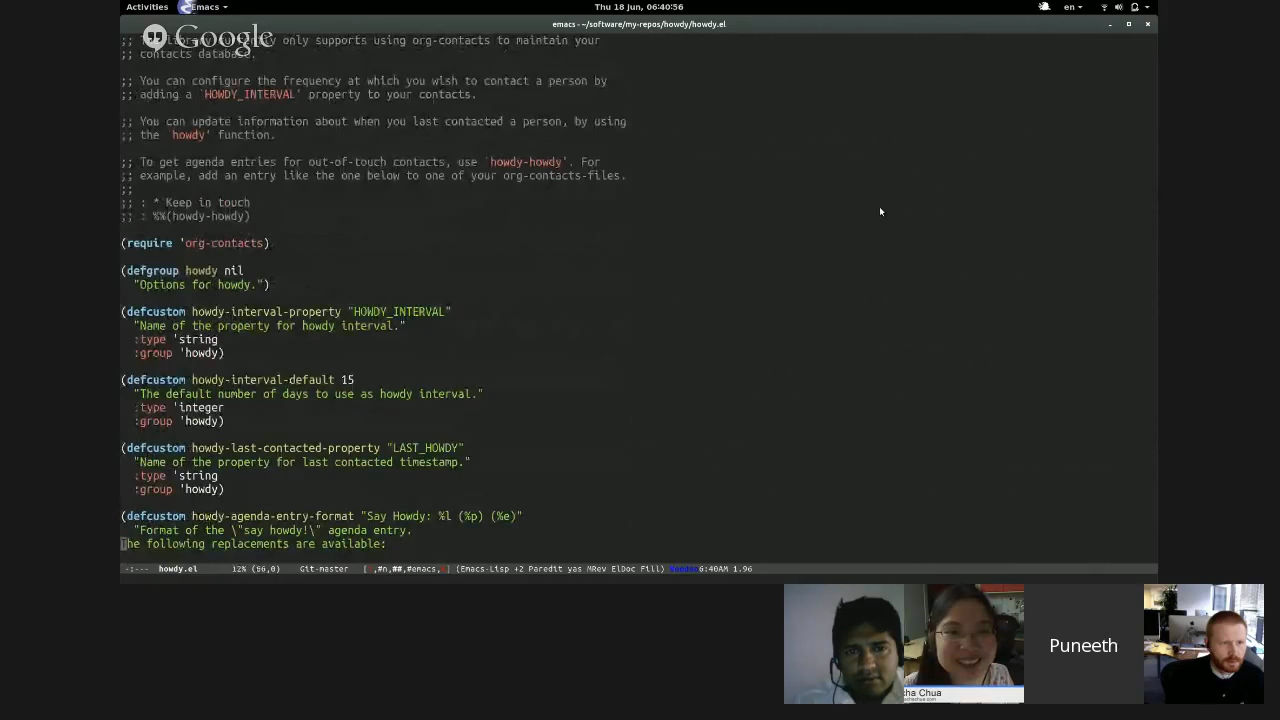 Activities Emacs Thu 18 Jun, 06:40:56 en
emacs - ~/software/my-repos/howdy/howdy.el
Google
only supports using org-contacts to maintain your
;; contacts database.
;; You can configure the frequency at which you wish to contact a person by
;; adding a `HOWDY_INTERVAL' property to your contacts.
;; You can update information about when you last contacted a person, by using
;; the `howdy' function.
;; To get agenda entries for out-of-touch contacts, use `howdy-howdy'. For
;; example, add an entry like the one below to one of your org-contacts-files.
;;
;; : * Keep in touch
;; : %%(howdy-howdy)
(require 'org-contacts)
(defgroup howdy nil
"Options for howdy.")
(defcustom howdy-interval-property "HOWDY_INTERVAL"
"Name of the property for howdy interval."
:type 'string
:group 'howdy)
(defcustom howdy-interval-default 15
"The default number of days to use as howdy interval."
:type 'integer
:group 'howdy)
(defcustom howdy-last-contacted-property "LAST_HOWDY"
"Name of the property for last contacted timestamp."
:type 'string
:group 'howdy)
(defcustom howdy-agenda-entry-format "Say Howdy: %l (%p) (%e)"
"Format of the \"say howdy!\" agenda entry.
The following replacements are available:
-:--- howdy.el 12% (56,0) Git-master [ ,#n,##,#emacs, ] (Emacs-Lisp +2 Paredit yas MRev ElDoc Fill) 6:40AM 1.96
Puneeth
cha Chua